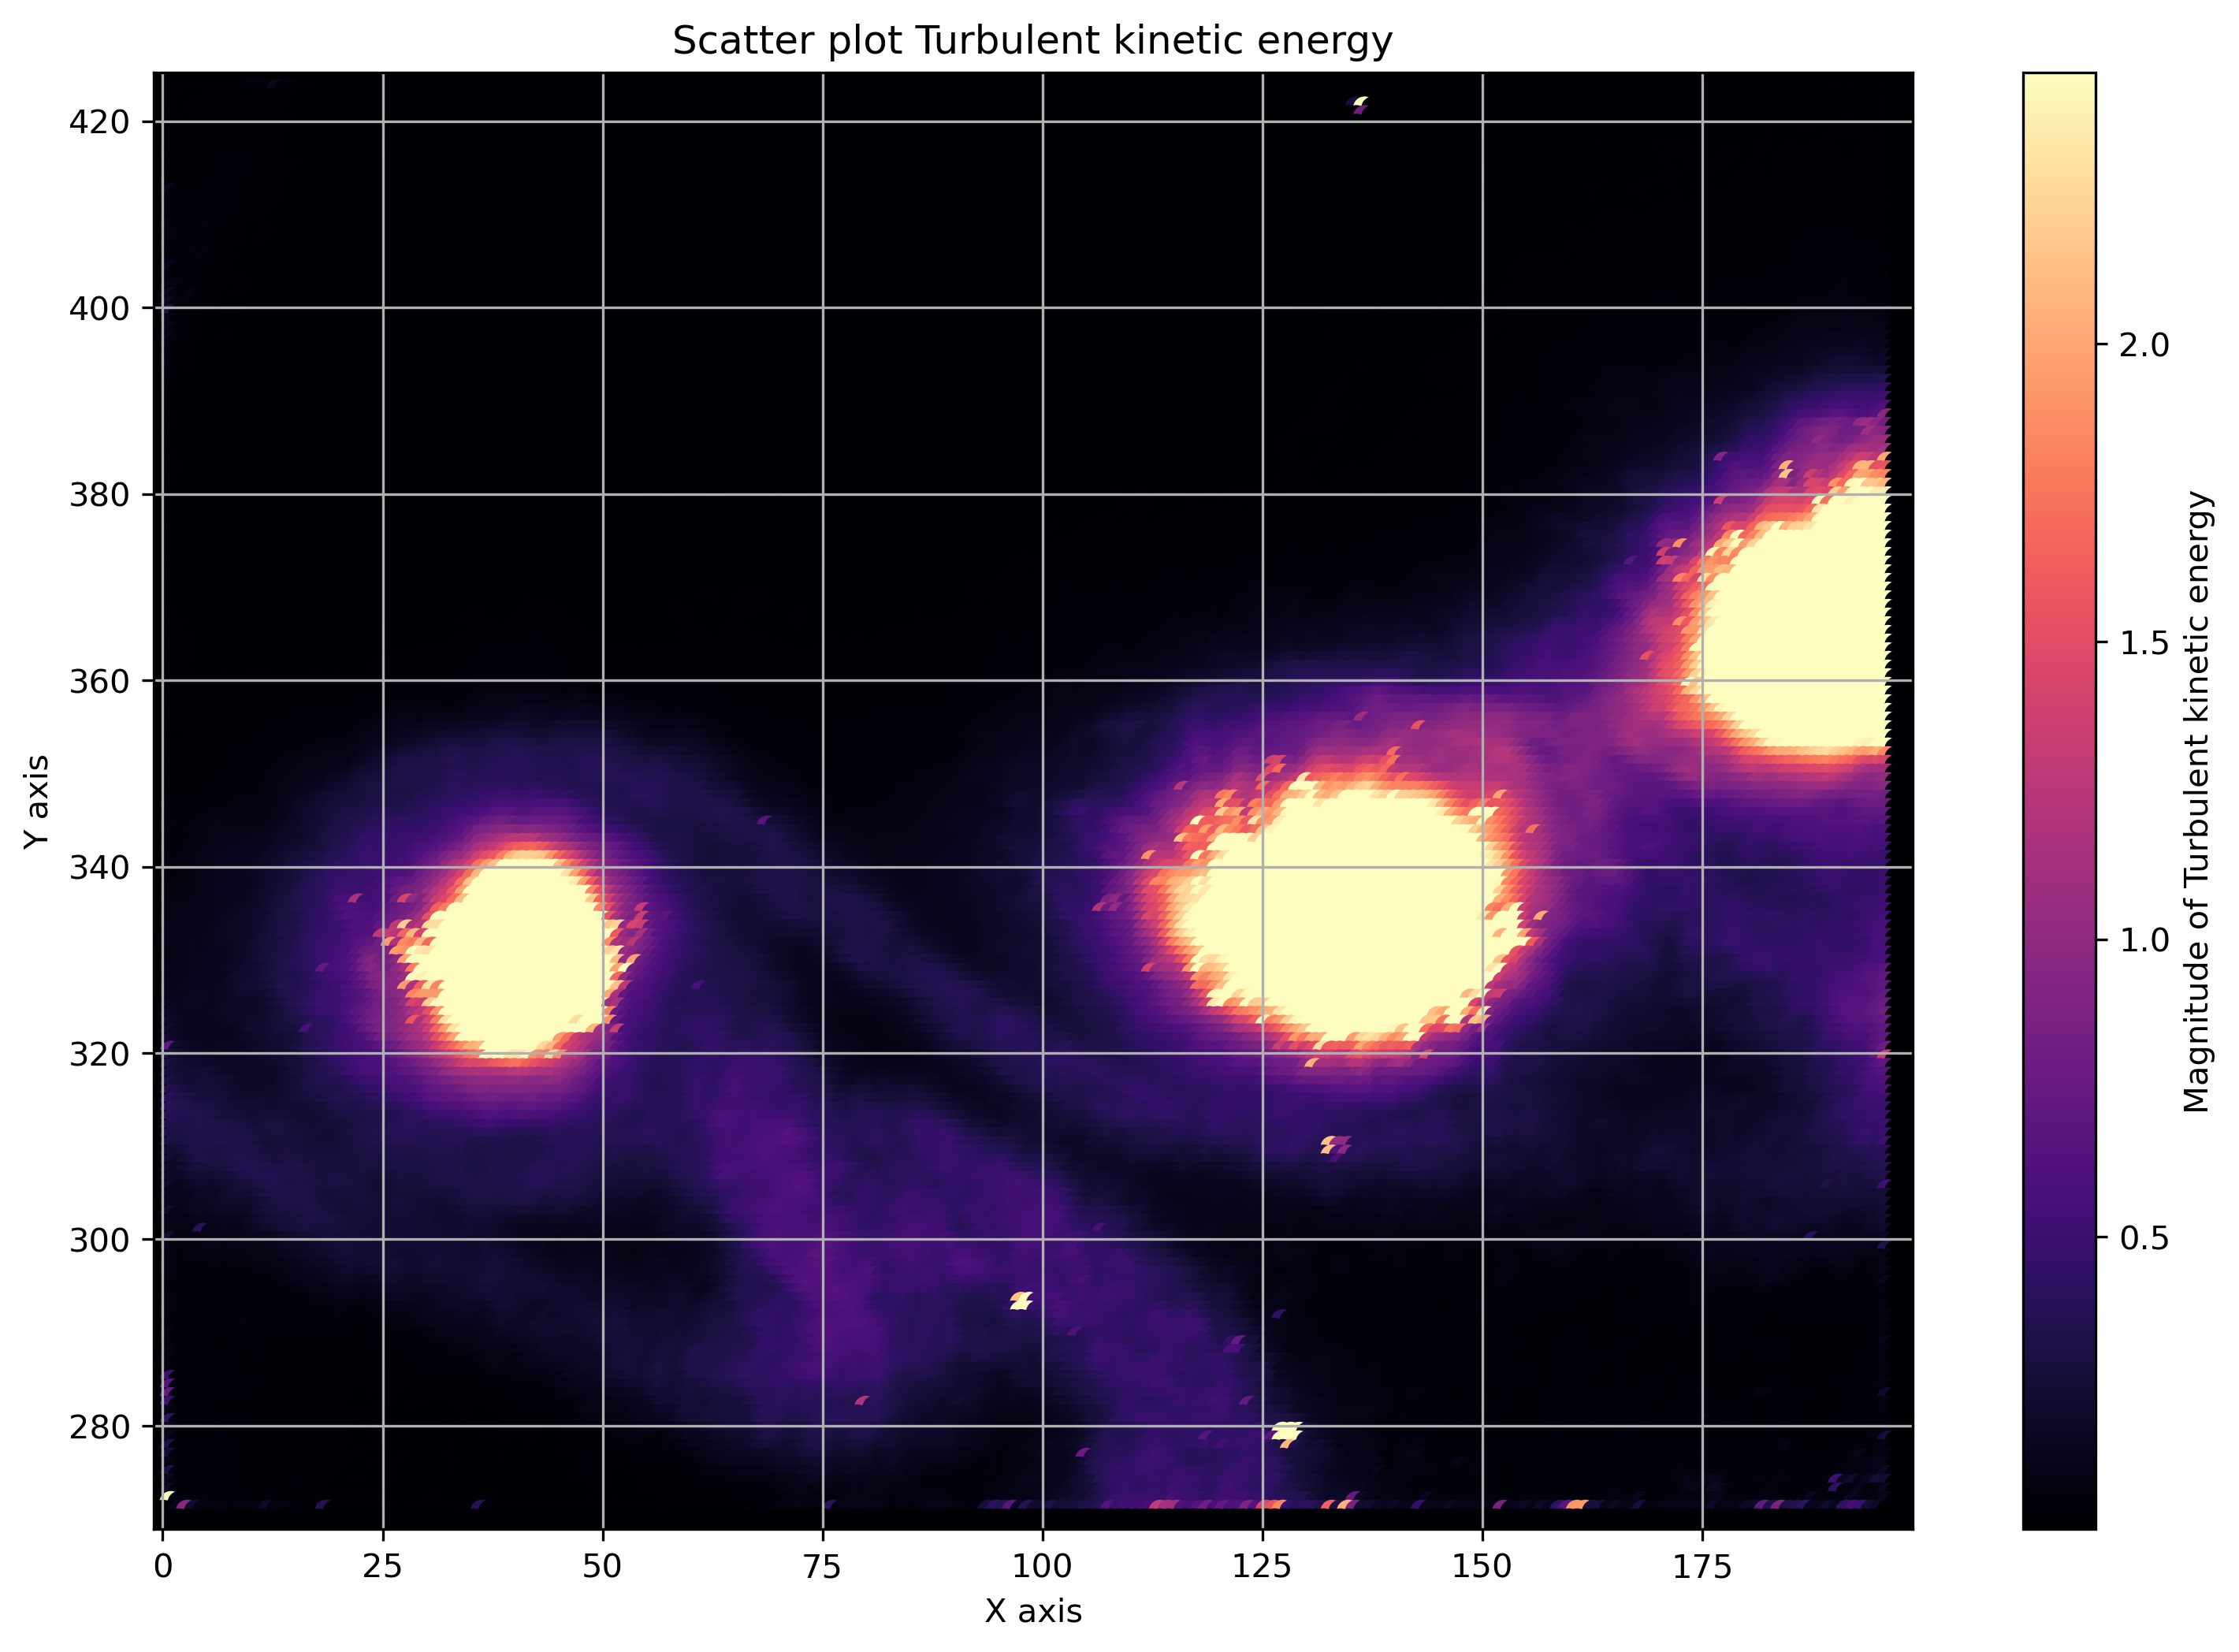 Scatter plot Turbulent kinetic energy
420
400
380
360
340
320
300
280
Y axis
0 25 50 75 100 125 150 175
X axis
2.0
1.5
1.0
0.5
Magnitude of Turbulent kinetic energy